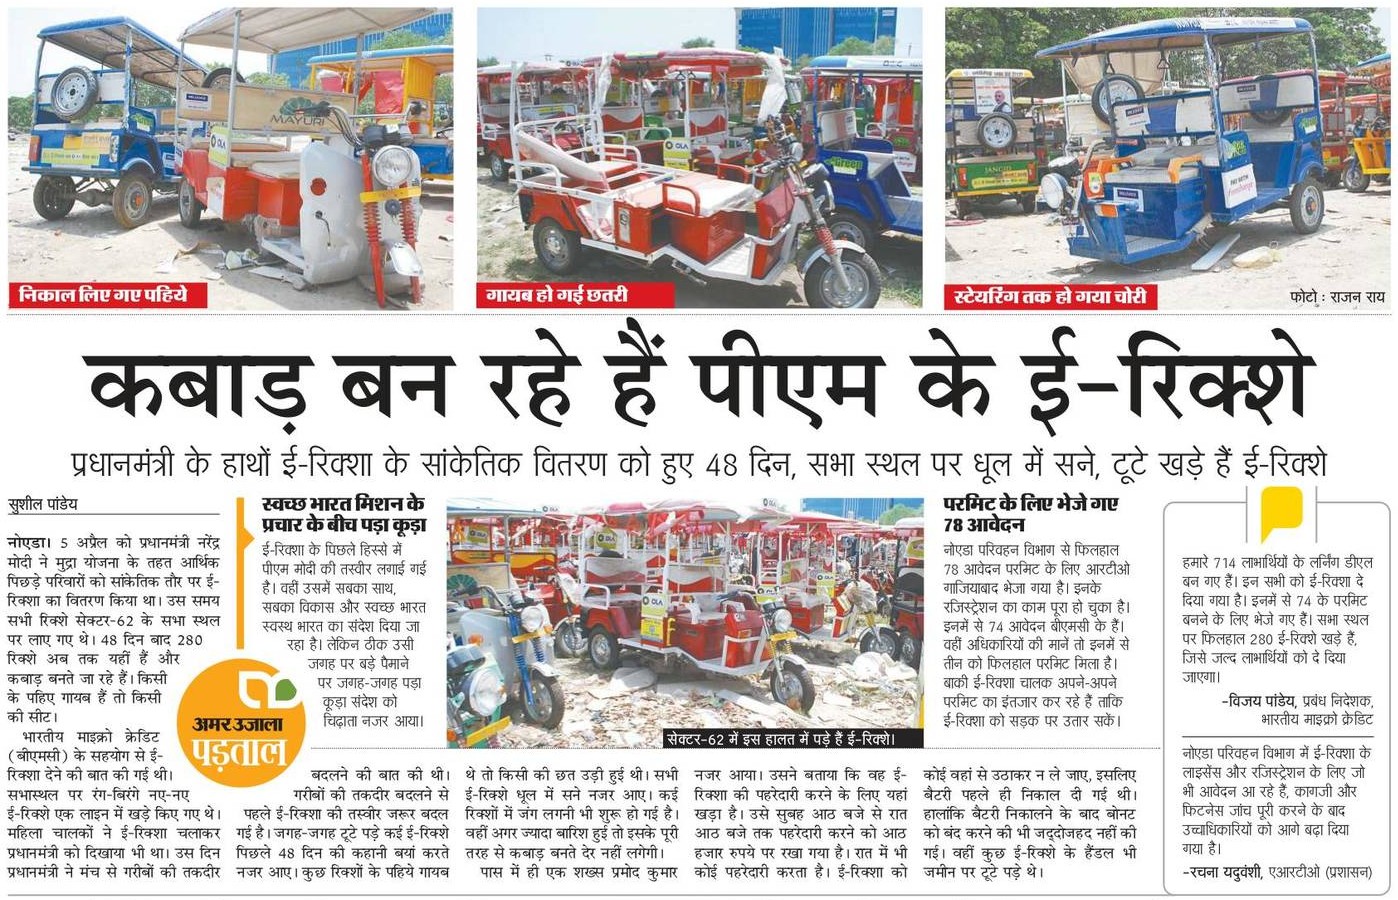 निकाल लिए गए पहिये
गायब हो गई छतरी
स्टेयरिंग तक हो गया चोरी
फोटो : राजन राय
MAYURI
OLA
OLA
कबाड़ बन रहे हैं पीएम के ई-रिक्शे
प्रधानमंत्री के हाथों ई-रिक्शा के सांकेतिक वितरण को हुए 48 दिन, सभा स्थल पर धूल में सने, टूटे खड़े हैं ई-रिक्शे
सुशील पांडेय
नोएडा। 5 अप्रैल को प्रधानमंत्री नरेंद्र
मोदी ने मुद्रा योजना के तहत आर्थिक
पिछड़े परिवारों को सांकेतिक तौर पर ई-
रिक्शा का वितरण किया था। उस समय
सभी रिक्शे सेक्टर-62 के सभा स्थल
पर लाए गए थे। 48 दिन बाद 280
रिक्शे अब तक यहीं हैं और
कबाड़ बनते जा रहे हैं। किसी
के पहिए गायब हैं तो किसी
की सीट।
भारतीय माइक्रो क्रेडिट
(बीएमसी) के सहयोग से ई-
रिक्शा देने की बात की गई थी।
सभास्थल पर रंग-बिरंगे नए-नए
ई-रिक्शे एक लाइन में खड़े किए गए थे।
महिला चालकों ने ई-रिक्शा चलाकर
प्रधानमंत्री को दिखाया भी था। उस दिन
प्रधानमंत्री ने मंच से गरीबों की तकदीर
अमर उजाला
पड़ताल
स्वच्छ भारत मिशन के
प्रचार के बीच पड़ा कूड़ा
ई-रिक्शा के पिछले हिस्से में
पीएम मोदी की तस्वीर लगाई गई
है। वहीं उसमें सबका साथ,
सबका विकास और स्वच्छ भारत
स्वस्थ भारत का संदेश दिया जा
रहा है। लेकिन ठीक उसी
जगह पर बड़े पैमाने
पर जगह-जगह पड़ा
कूड़ा संदेश को
चिढ़ाता नजर आया।
बदलने की बात की थी।
गरीबों की तकदीर बदलने से
पहले ई-रिक्शा की तस्वीर जरूर बदल
गई है। जगह-जगह टूटे पड़े कई ई-रिक्शे
पिछले 48 दिन की कहानी बयां करते
नजर आए। कुछ रिक्शों के पहिये गायब
सेक्टर-62 में इस हालत में पड़े हैं ई-रिक्शे।
थे तो किसी की छत उड़ी हुई थी। सभी
ई-रिक्शे धूल में सने नजर आए। कई
रिक्शों में जंग लगनी भी शुरू हो गई है।
वहीं अगर ज्यादा बारिश हुई तो इसके पूरी
तरह से कबाड़ बनते देर नहीं लगेगी।
पास में ही एक शख्स प्रमोद कुमार
नजर आया। उसने बताया कि वह ई-
रिक्शा की पहरेदारी करने के लिए यहां
खड़ा है। उसे सुबह आठ बजे से रात
आठ बजे तक पहरेदारी करने को आठ
हजार रुपये पर रखा गया है। रात में भी
कोई पहरेदारी करता है। ई-रिक्शा को
परमिट के लिए भेजे गए
78 आवेदन
नोएडा परिवहन विभाग से फिलहाल
78 आवेदन परमिट के लिए आरटीओ
गाजियाबाद भेजा गया है। इनके
रजिस्ट्रेशन का काम पूरा हो चुका है।
इनमें से 74 आवेदन बीएमसी के हैं।
वहीं अधिकारियों की मानें तो इनमें से
तीन को फिलहाल परमिट मिला है।
बाकी ई-रिक्शा चालक अपने-अपने
परमिट का इंतजार कर रहे हैं ताकि
ई-रिक्शा को सड़क पर उतार सकें।
कोई वहां से उठाकर न ले जाए, इसलिए
बैटरी पहले ही निकाल दी गई थी।
हालांकि बैटरी निकालने के बाद बोनट
को बंद करने की भी जद्दोजहद नहीं की
गई। वहीं कुछ ई-रिक्शे के हैंडल भी
जमीन पर टूटे पड़े थे।
हमारे 714 लाभार्थियों के लर्निंग डीएल
बन गए हैं। इन सभी को ई-रिक्शा दे
दिया गया है। इनमें से 74 के परमिट
बनने के लिए भेजे गए हैं। सभा स्थल
पर फिलहाल 280 ई-रिक्शे खड़े हैं,
जिसे जल्द लाभार्थियों को दे दिया
जाएगा।
-विजय पांडेय, प्रबंध निदेशक,
भारतीय माइक्रो क्रेडिट
नोएडा परिवहन विभाग में ई-रिक्शा के
लाइसेंस और रजिस्ट्रेशन के लिए जो
भी आवेदन आ रहे हैं, कागजी और
फिटनेस जांच पूरी करने के बाद
उच्चाधिकारियों को आगे बढ़ा दिया
गया है।
-रचना यदुवंशी, एआरटीओ (प्रशासन)